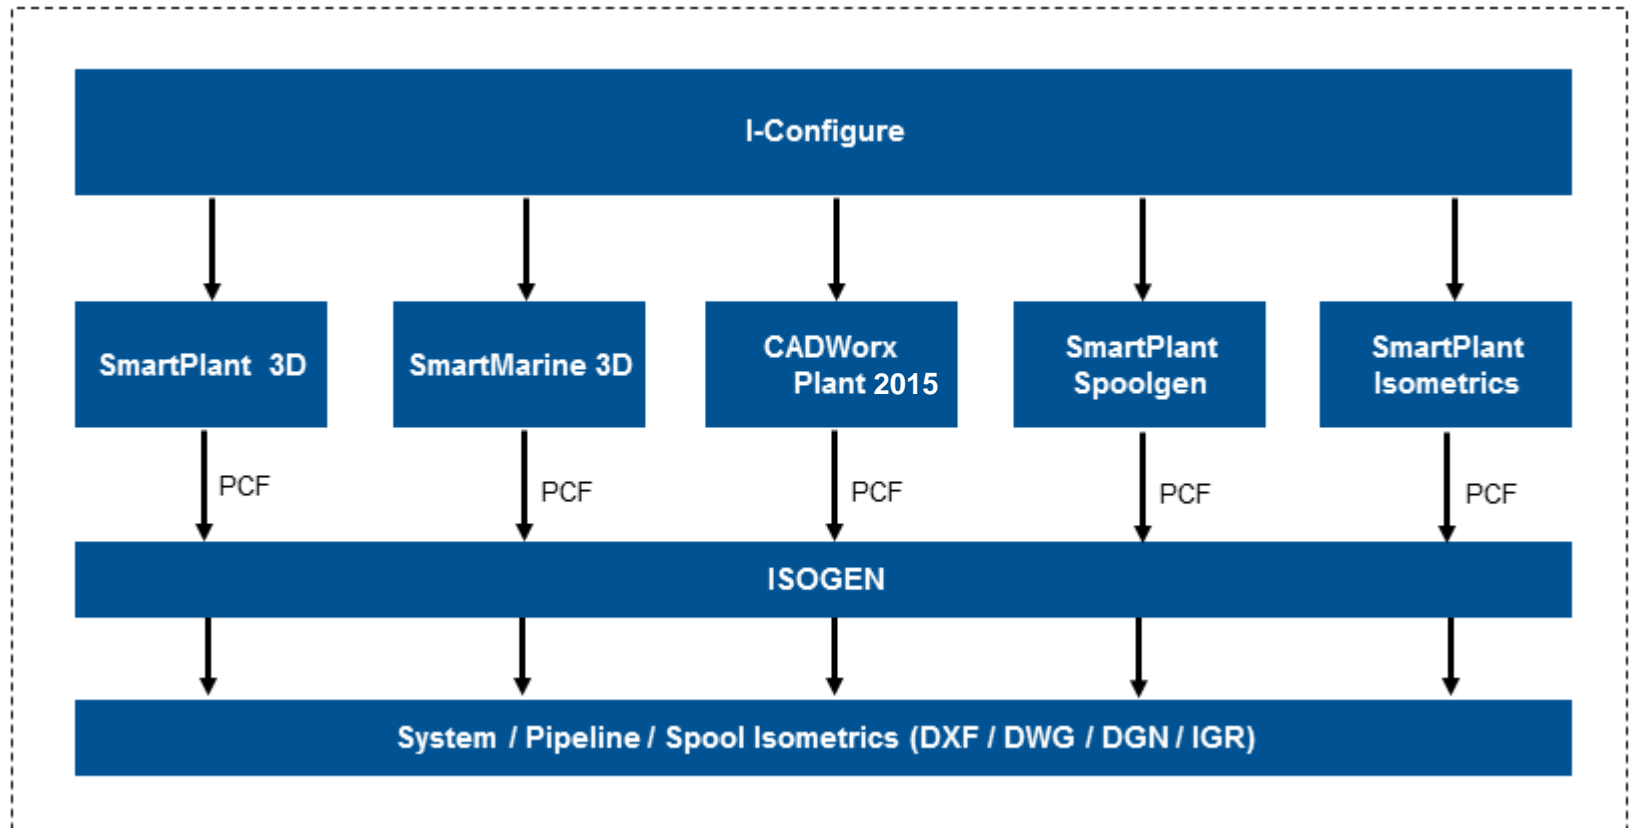 I-Configure
SmartPlant 3D
SmartMarine 3D
CADWorx
Plant 2015
SmartPlant
Spoolgen
SmartPlant
Isometrics
PCF
PCF
PCF
PCF
PCF
ISOGEN
System / Pipeline / Spool Isometrics (DXF / DWG / DGN / IGR)